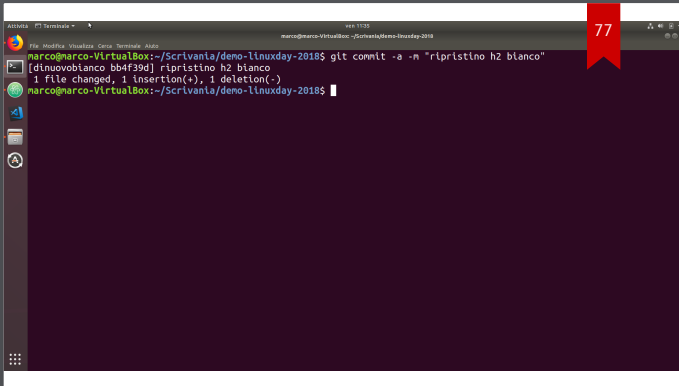 77
Attività Terminale ven 11:35
marco@marco-VirtualBox: ~/Scrivania/demo-linuxday-2018
File Modifica Visualizza Cerca Terminale Aiuto
marco@marco-VirtualBox:~/Scrivania/demo-linuxday-2018$ git commit -a -m "ripristino h2 bianco"
[dinuovobianco bb4f39d] ripristino h2 bianco
1 file changed, 1 insertion(+), 1 deletion(-)
marco@marco-VirtualBox:~/Scrivania/demo-linuxday-2018$